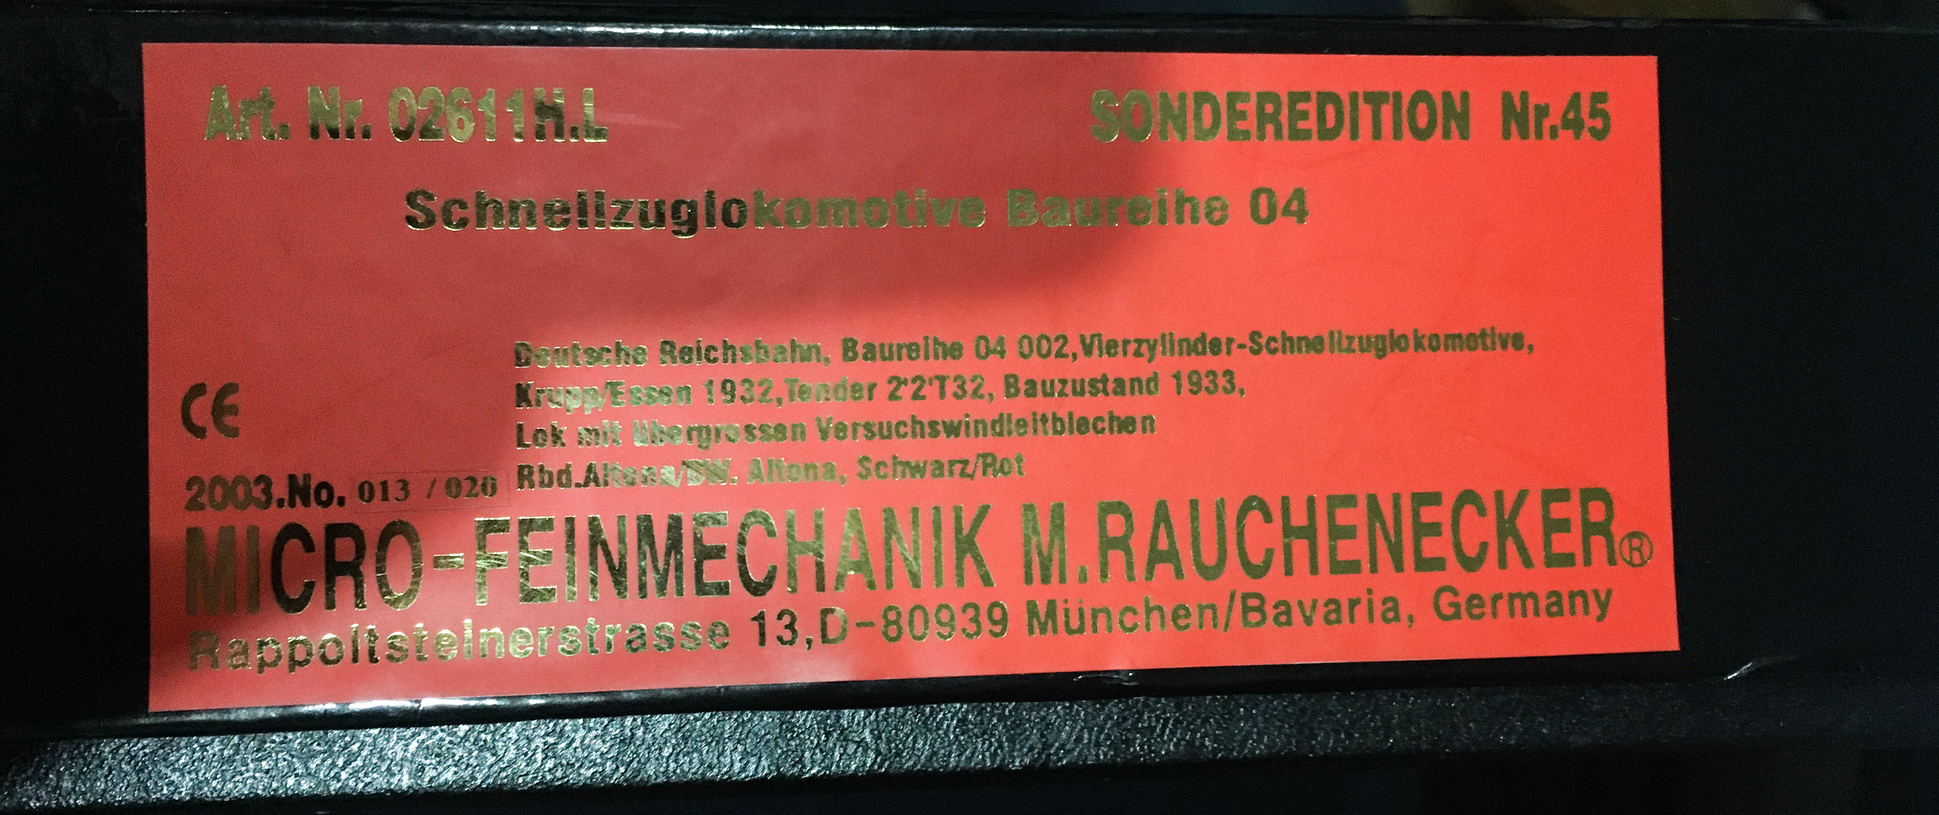 Art. Nr. 02611H.L SONDEREDITION Nr.45
Schnellzuglokomotive Baureihe 04
Deutsche Reichsbahn, Baureihe 04 002,Vierzylinder-Schnellzuglokomotive,
Krupp/Essen 1932,Tender 2'2'T32, Bauzustand 1933,
Lok mit übergrossen Versuchswindleitblechen
Rbd.Altona/BW. Altona, Schwarz/Rot
CE
2003.No. 013 / 020
MICRO-FEINMECHANIK M.RAUCHENECKER®
Rappoltsteinerstrasse 13,D-80939 München/Bavaria, Germany